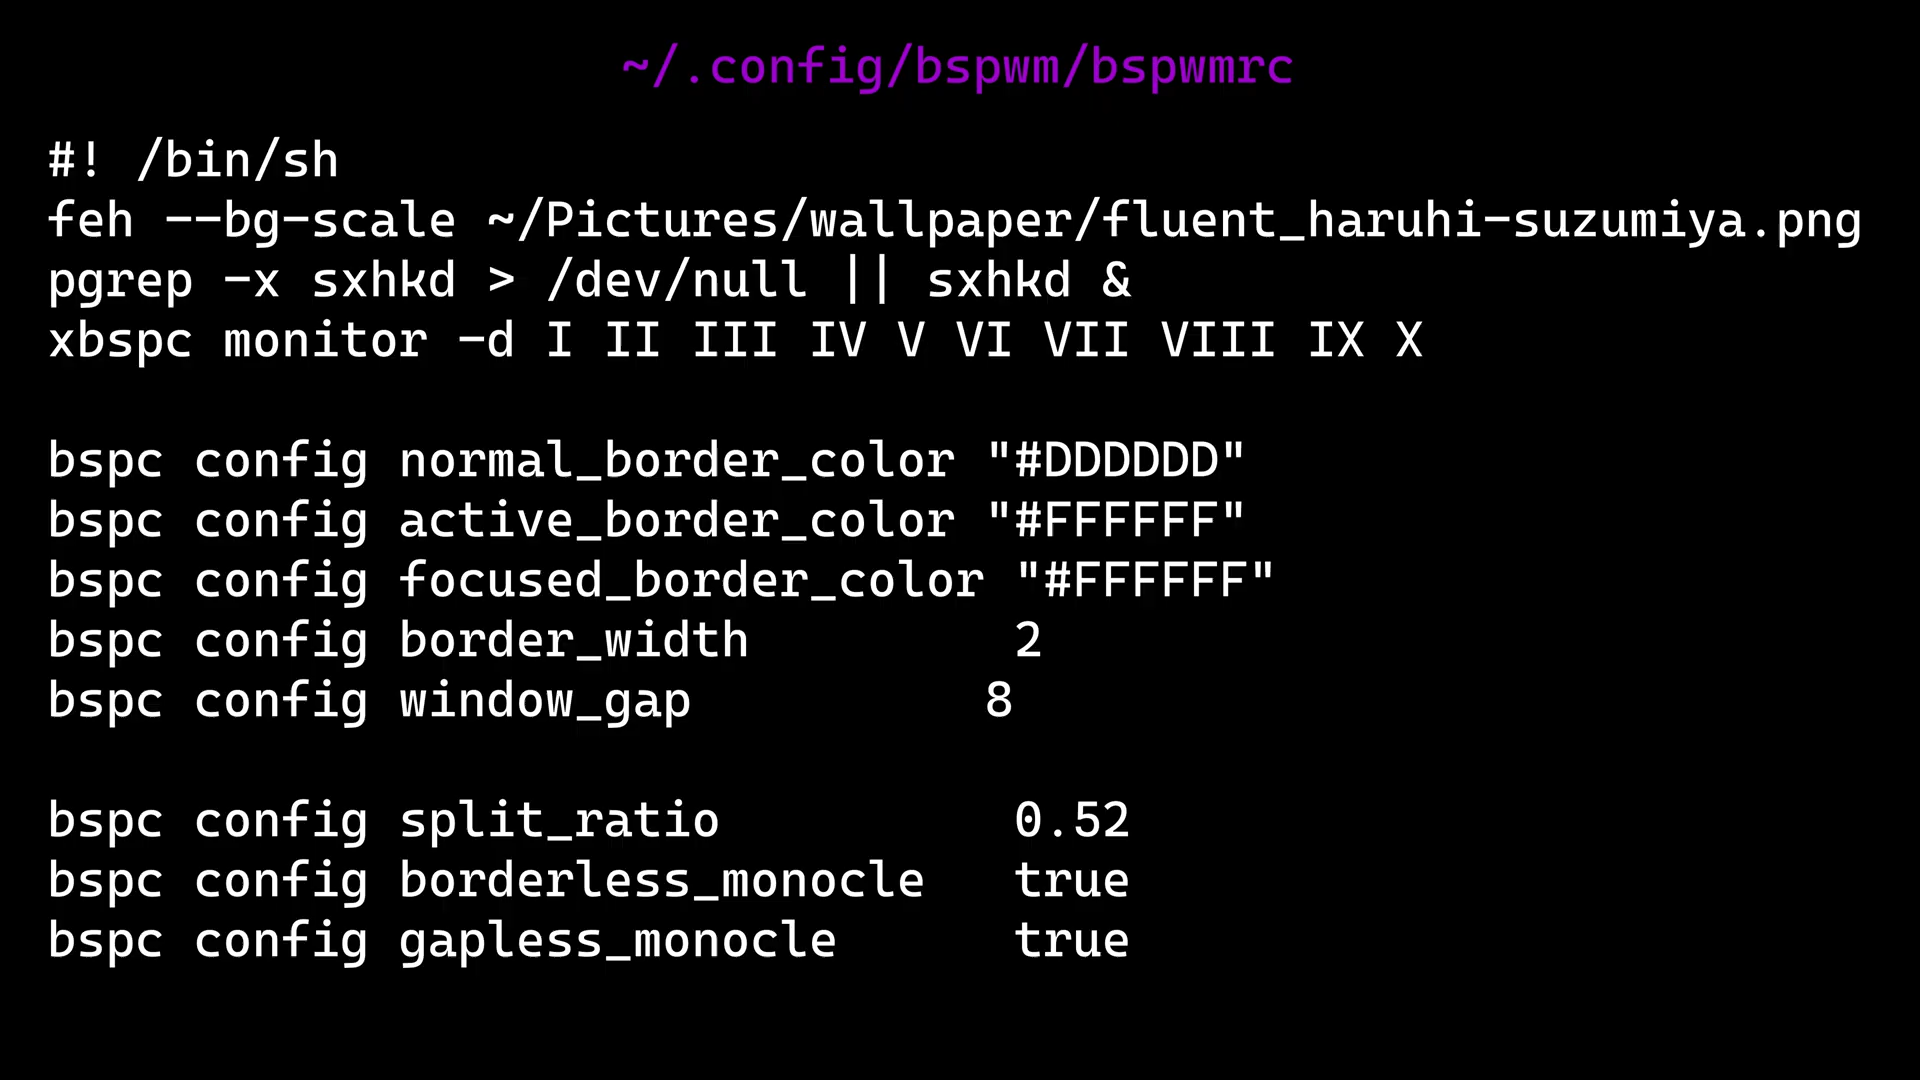 ~/.config/bspwm/bspwmrc
#! /bin/sh
feh --bg-scale ~/Pictures/wallpaper/fluent_haruhi-suzumiya.png
pgrep -x sxhkd > /dev/null || sxhkd &
xbspc monitor -d I II III IV V VI VII VIII IX X
bspc config normal_border_color "#DDDDDD"
bspc config active_border_color "#FFFFFF"
bspc config focused_border_color "#FFFFFF"
bspc config border_width         2
bspc config window_gap          8
bspc config split_ratio          0.52
bspc config borderless_monocle   true
bspc config gapless_monocle      true